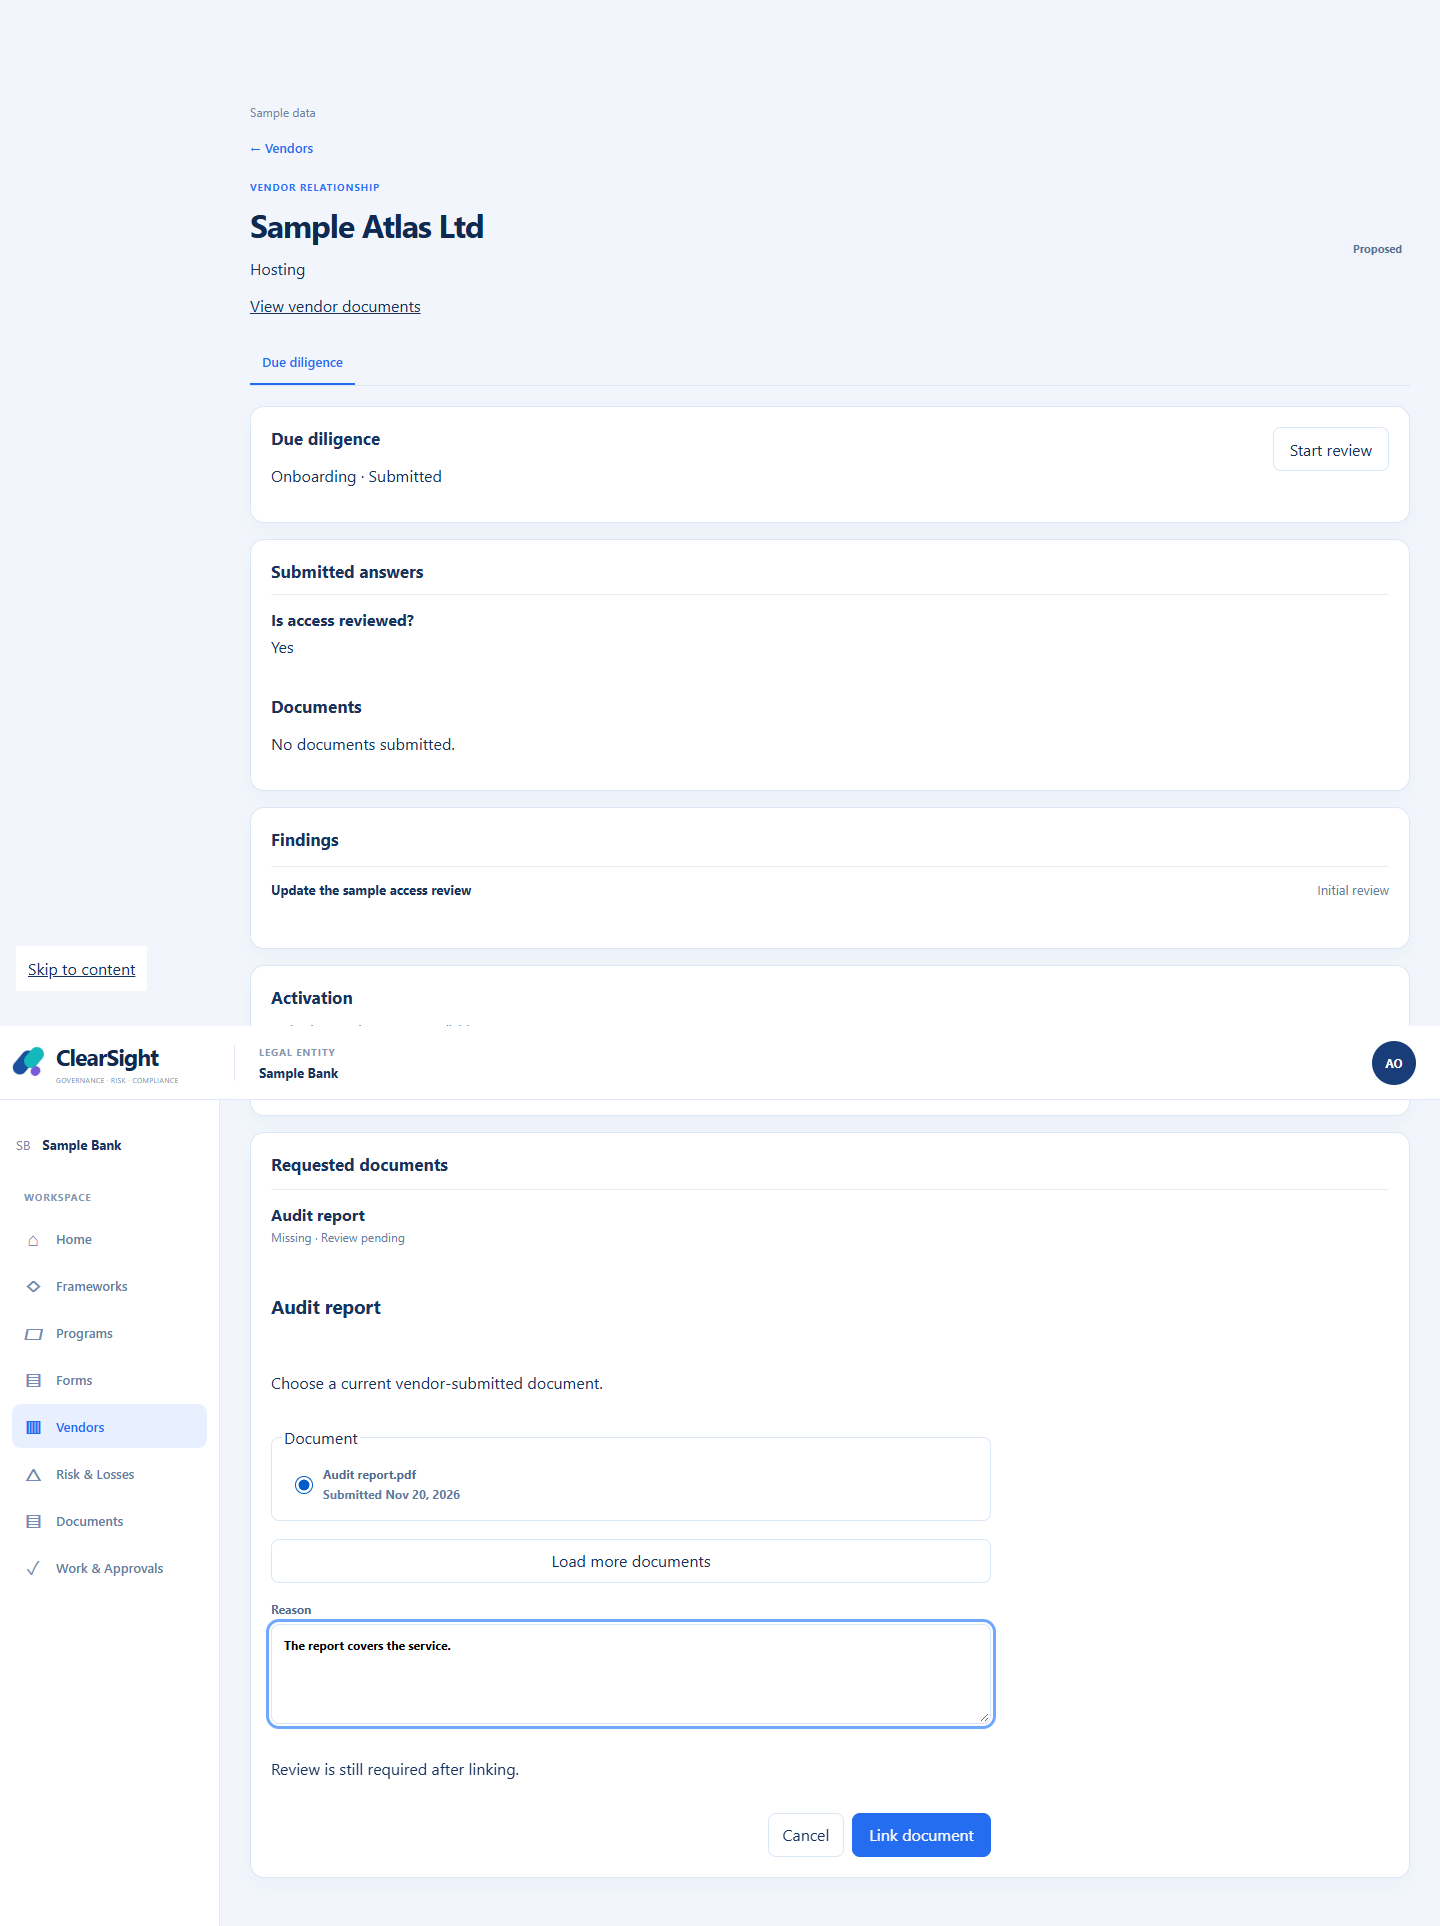 Sample data
← Vendors
VENDOR RELATIONSHIP
Sample Atlas Ltd
Proposed
Hosting
View vendor documents
Due diligence
Due diligence
Start review
Onboarding · Submitted
Submitted answers
Is access reviewed?
Yes
Documents
No documents submitted.
Findings
Update the sample access review
Initial review
Skip to content
Activation
ClearSight
GOVERNANCE · RISK · COMPLIANCE
LEGAL ENTITY
Sample Bank
AO
SB Sample Bank
WORKSPACE
Home
Frameworks
Programs
Forms
Vendors
Risk & Losses
Documents
Work & Approvals
Requested documents
Audit report
Missing · Review pending
Audit report
Choose a current vendor-submitted document.
Document
Audit report.pdf
Submitted Nov 20, 2026
Load more documents
Reason
The report covers the service.
Review is still required after linking.
Cancel
Link document